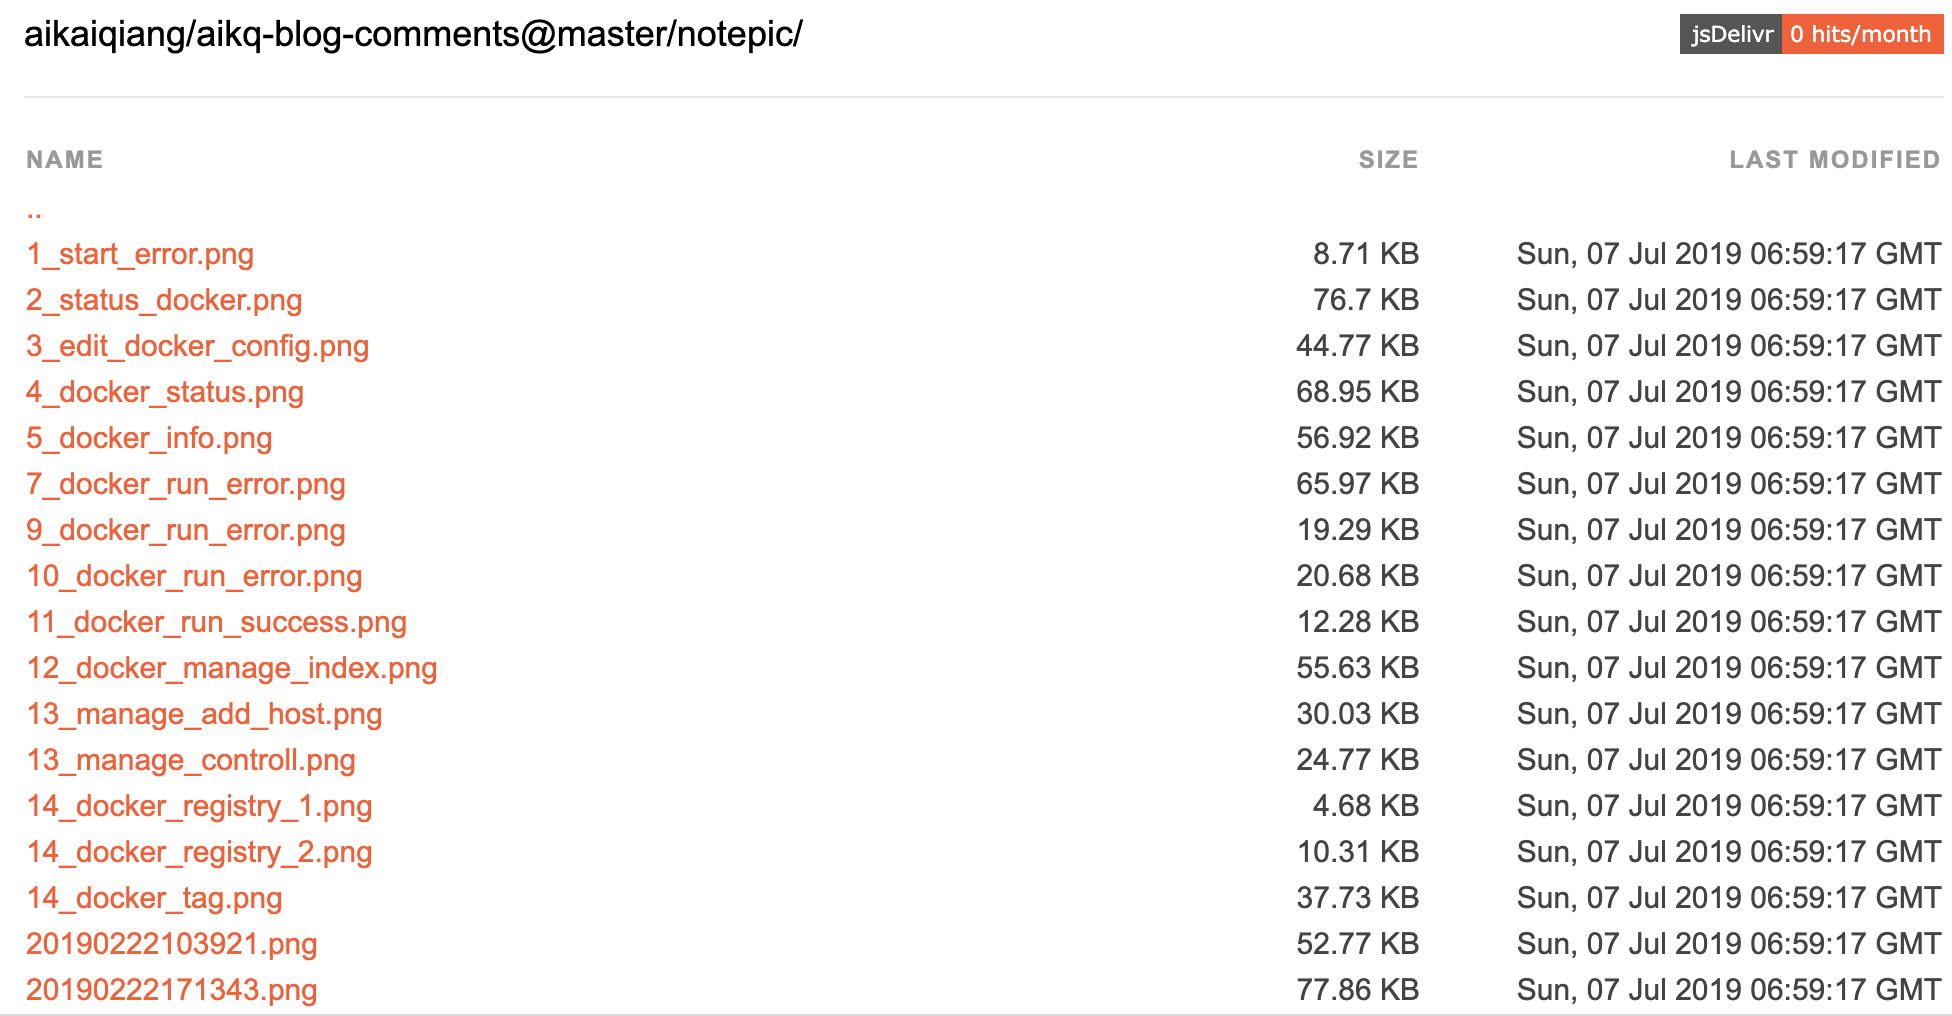 aikaiqiang/aikq-blog-comments@master/notepic/ jsDelivr 0 hits/month
NAME SIZE LAST MODIFIED
..
1_start_error.png 8.71 KB Sun, 07 Jul 2019 06:59:17 GMT
2_status_docker.png 76.7 KB Sun, 07 Jul 2019 06:59:17 GMT
3_edit_docker_config.png 44.77 KB Sun, 07 Jul 2019 06:59:17 GMT
4_docker_status.png 68.95 KB Sun, 07 Jul 2019 06:59:17 GMT
5_docker_info.png 56.92 KB Sun, 07 Jul 2019 06:59:17 GMT
7_docker_run_error.png 65.97 KB Sun, 07 Jul 2019 06:59:17 GMT
9_docker_run_error.png 19.29 KB Sun, 07 Jul 2019 06:59:17 GMT
10_docker_run_error.png 20.68 KB Sun, 07 Jul 2019 06:59:17 GMT
11_docker_run_success.png 12.28 KB Sun, 07 Jul 2019 06:59:17 GMT
12_docker_manage_index.png 55.63 KB Sun, 07 Jul 2019 06:59:17 GMT
13_manage_add_host.png 30.03 KB Sun, 07 Jul 2019 06:59:17 GMT
13_manage_controll.png 24.77 KB Sun, 07 Jul 2019 06:59:17 GMT
14_docker_registry_1.png 4.68 KB Sun, 07 Jul 2019 06:59:17 GMT
14_docker_registry_2.png 10.31 KB Sun, 07 Jul 2019 06:59:17 GMT
14_docker_tag.png 37.73 KB Sun, 07 Jul 2019 06:59:17 GMT
20190222103921.png 52.77 KB Sun, 07 Jul 2019 06:59:17 GMT
20190222171343.png 77.86 KB Sun, 07 Jul 2019 06:59:17 GMT